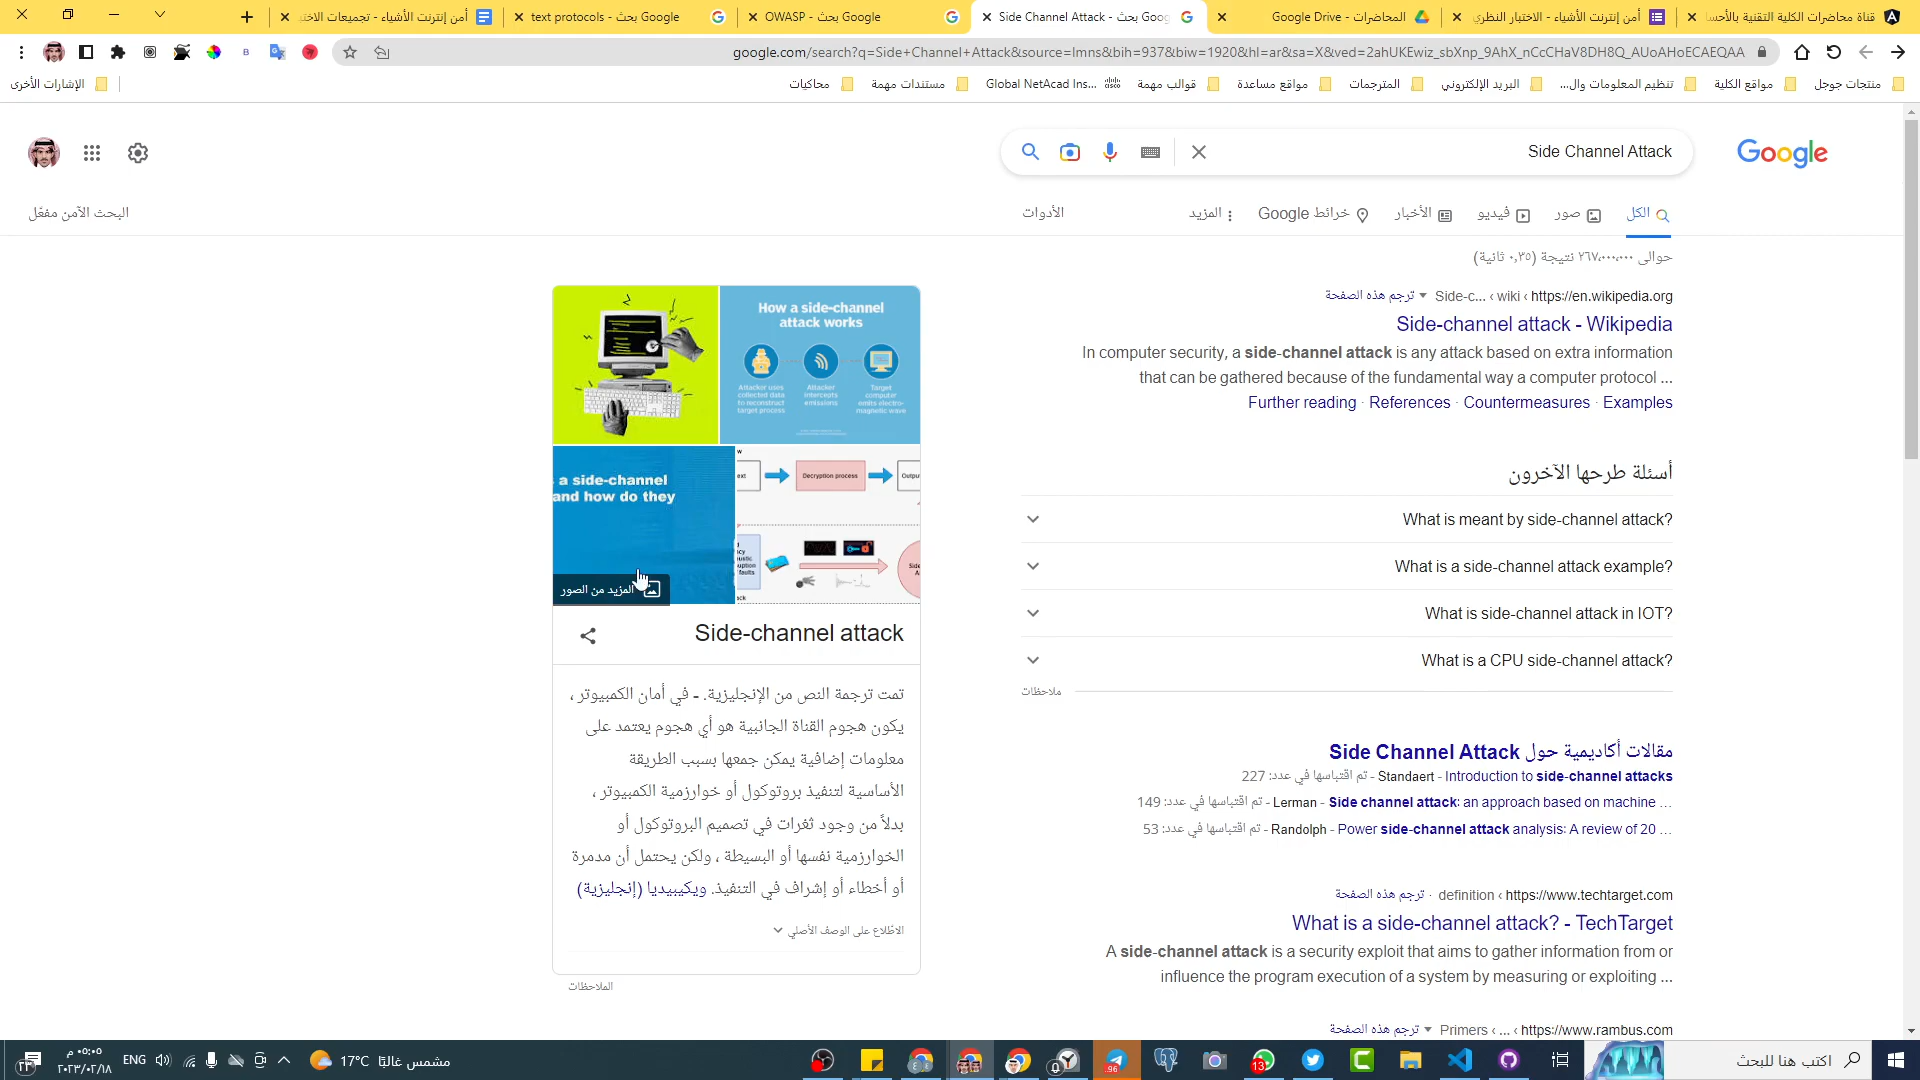 قناة محاضرات الكلية التقنية بالأحسا
أمن إنترنت الأشياء - الاختبار النظري
المحاضرات - Google Drive
Side Channel Attack - بحث Goog
OWASP - بحث Google
text protocols - بحث Google
أمن إنترنت الأشياء - تجميعات الاختب
google.com/search?q=Side+Channel+Attack&source=lmns&bih=937&biw=1920&hl=ar&sa=X&ved=2ahUKEwiz_sbXnp_9AhX_nCcCHaV8DH8Q_AUoAHoECAEQAA
منتجات جوجل
مواقع الكلية
تنظيم المعلومات وال...
البريد الإلكتروني
المترجمات
مواقع مساعدة
قوالب مهمة
Global NetAcad Ins...
مستندات مهمة
محاكيات
الإشارات الأخرى
Google
Side Channel Attack
الكل
صور
فيديو
الأخبار
خرائط Google
المزيد
الأدوات
البحث الآمن مفعّل
حوالى ٢٦٧,٠٠٠,٠٠٠ نتيجة (٠,٣٥ ثانية)
https://en.wikipedia.org › wiki › Side-c... ترجم هذه الصفحة
Side-channel attack - Wikipedia
In computer security, a side-channel attack is any attack based on extra information
that can be gathered because of the fundamental way a computer protocol ...
Further reading · References · Countermeasures · Examples
أسئلة طرحها الآخرون
What is meant by side-channel attack?
What is a side-channel attack example?
What is side-channel attack in IOT?
What is a CPU side-channel attack?
ملاحظات
مقالات أكاديمية حول Side Channel Attack
Introduction to side-channel attacks - Standaert - تم اقتباسها في عدد: 227
Side channel attack: an approach based on machine ... - Lerman - تم اقتباسها في عدد: 149
Power side-channel attack analysis: A review of 20 ... - Randolph - تم اقتباسها في عدد: 53
https://www.techtarget.com › definition · ترجم هذه الصفحة
What is a side-channel attack? - TechTarget
A side-channel attack is a security exploit that aims to gather information from or
influence the program execution of a system by measuring or exploiting ...
https://www.rambus.com › ... › Primers ترجم هذه الصفحة
How a side-channel
attack works
Attacker uses
collected data
to reconstruct
target process
Attacker
intercepts
emissions
Target
computer
emits electro-
magnetic wave
a side-channel
and how do they
Decryption process
Outpu
المزيد من الصور
Side-channel attack
تمت ترجمة النص من الإنجليزية. - في أمان الكمبيوتر ،
يكون هجوم القناة الجانبية هو أي هجوم يعتمد على
معلومات إضافية يمكن جمعها بسبب الطريقة
الأساسية لتنفيذ بروتوكول أو خوارزمية الكمبيوتر ،
بدلاً من وجود ثغرات في تصميم البروتوكول أو
الخوارزمية نفسها أو البسيطة ، ولكن يحتمل أن مدمرة
أو أخطاء أو إشراف في التنفيذ. ويكيبيديا (إنجليزية)
الاطّلاع على الوصف الأصلي
الملاحظات
اكتب هنا للبحث
مشمس غالبًا 17°C
ENG
٠٥:٠٥ م
٢٠٢٣/٠٢/١٨